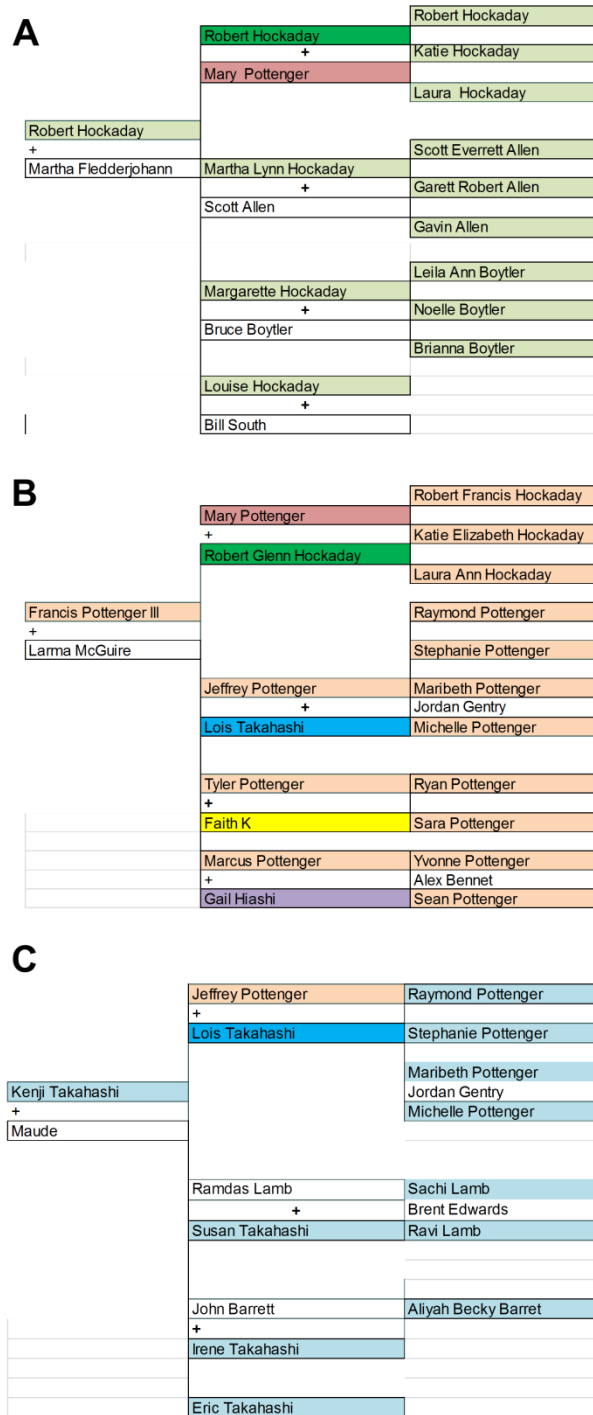 A
Robert Hockaday
Robert Hockaday
+
Katie Hockaday
Mary Pottenger
Laura Hockaday
Robert Hockaday
+
Scott Everrett Allen
Martha Fledderjohann
Martha Lynn Hockaday
+
Garett Robert Allen
Scott Allen
Gavin Allen
Leila Ann Boytler
Margarette Hockaday
+
Noelle Boytler
Bruce Boytler
Brianna Boytler
Louise Hockaday
+
Bill South
B
Robert Francis Hockaday
Mary Pottenger
+
Katie Elizabeth Hockaday
Robert Glenn Hockaday
Laura Ann Hockaday
Francis Pottenger III
Raymond Pottenger
+
Larma McGuire
Stephanie Pottenger
Jeffrey Pottenger
Maribeth Pottenger
+
Jordan Gentry
Lois Takahashi
Michelle Pottenger
Tyler Pottenger
Ryan Pottenger
+
Faith K
Sara Pottenger
Marcus Pottenger
Yvonne Pottenger
+
Alex Bennet
Gail Hiashi
Sean Pottenger
C
Jeffrey Pottenger
Raymond Pottenger
+
Lois Takahashi
Stephanie Pottenger
Maribeth Pottenger
Kenji Takahashi
Jordan Gentry
+
Michelle Pottenger
Maude
Ramdas Lamb
Sachi Lamb
+
Brent Edwards
Susan Takahashi
Ravi Lamb
John Barrett
Aliyah Becky Barret
+
Irene Takahashi
Eric Takahashi